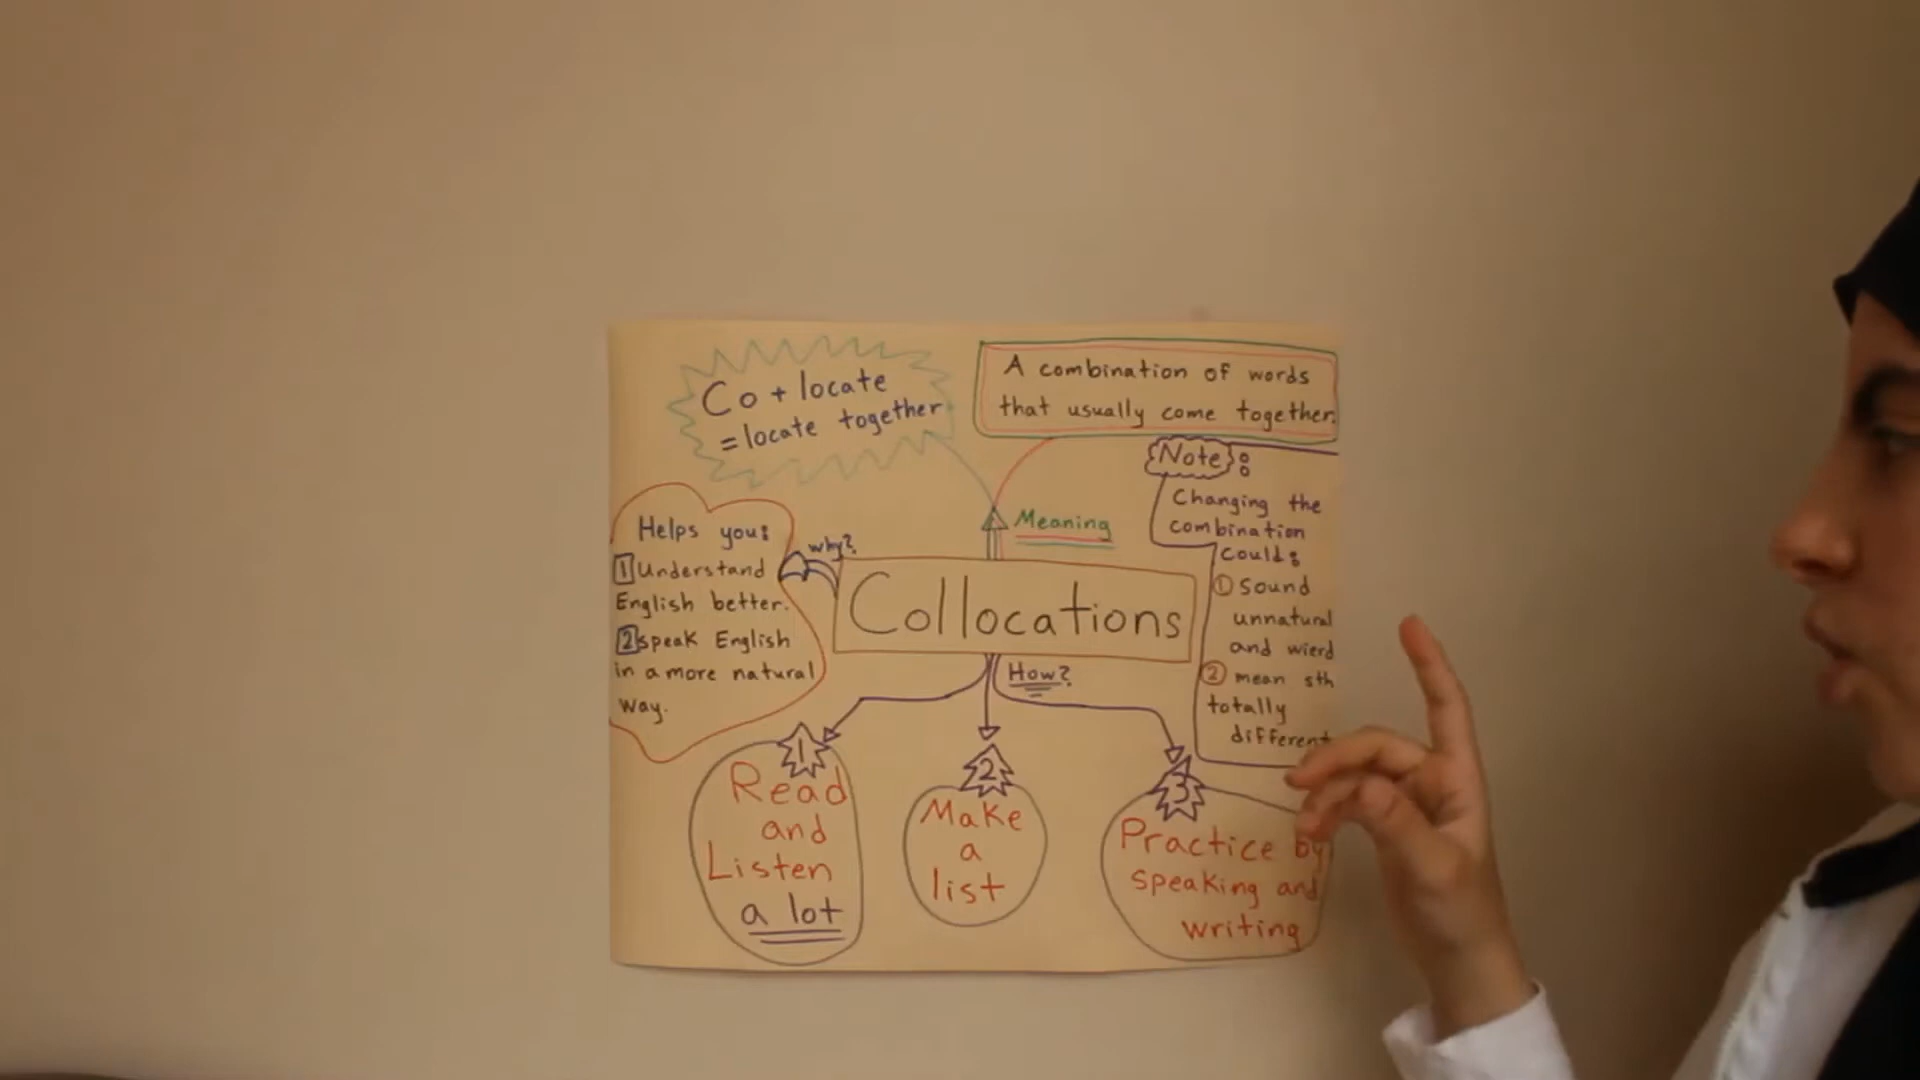 Co + locate
= locate together
A combination of words
that usually come together.
Note:
Changing the
combination
could:
① Sound
unnatural
and wierd
② mean sth
totally
different
Meaning
Helps you:
1 Understand
English better.
2 speak English
in a more natural
way.
why?
Collocations
How?
1
Read
and
Listen
a lot
2
Make
a
list
3
Practice by
speaking and
writing